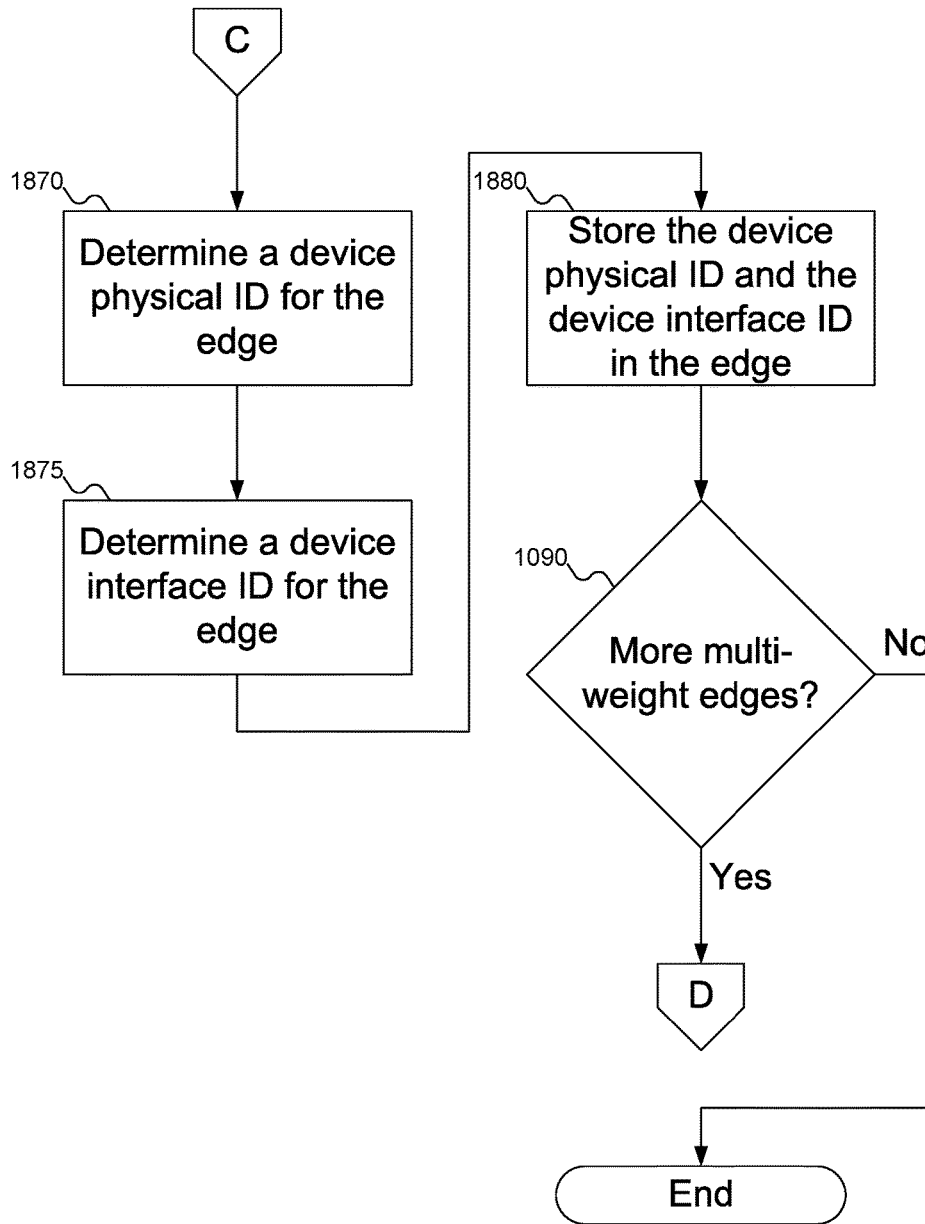 C
1870
Determine a device
physical ID for the
edge
1875
Determine a device
interface ID for the
edge
1880
Store the device
physical ID and the
device interface ID
in the edge
1090
More multi-
weight edges?
No
Yes
D
End